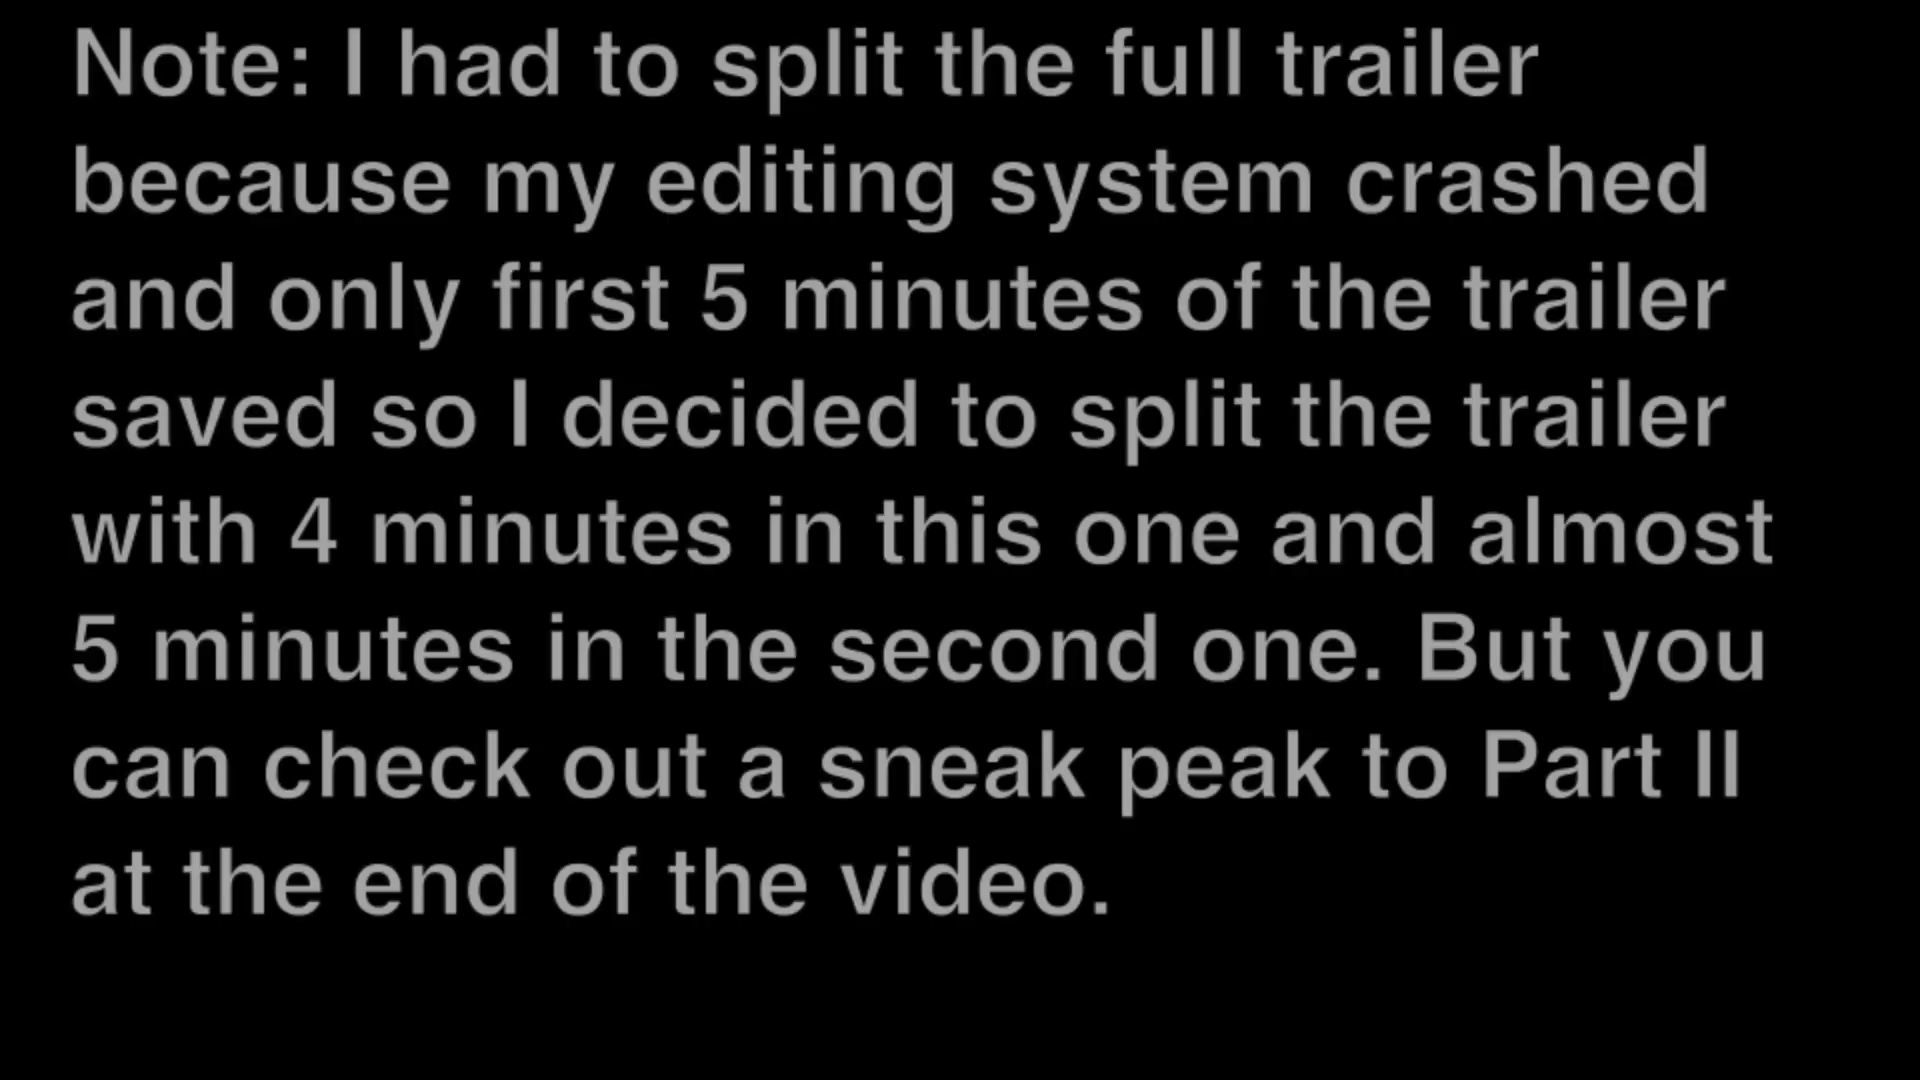 Note: I had to split the full trailer
because my editing system crashed
and only first 5 minutes of the trailer
saved so I decided to split the trailer
with 4 minutes in this one and almost
5 minutes in the second one. But you
can check out a sneak peak to Part II
at the end of the video.